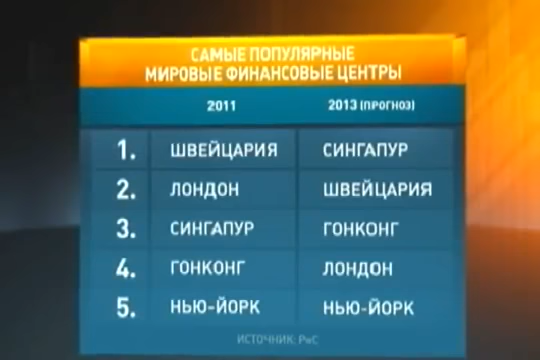 САМЫЕ ПОПУЛЯРНЫЕ
МИРОВЫЕ ФИНАНСОВЫЕ ЦЕНТРЫ
2011 2013 (ПРОГНОЗ)
1. ШВЕЙЦАРИЯ СИНГАПУР
2. ЛОНДОН ШВЕЙЦАРИЯ
3. СИНГАПУР ГОНКОНГ
4. ГОНКОНГ ЛОНДОН
5. НЬЮ-ЙОРК НЬЮ-ЙОРК
ИСТОЧНИК: PwC